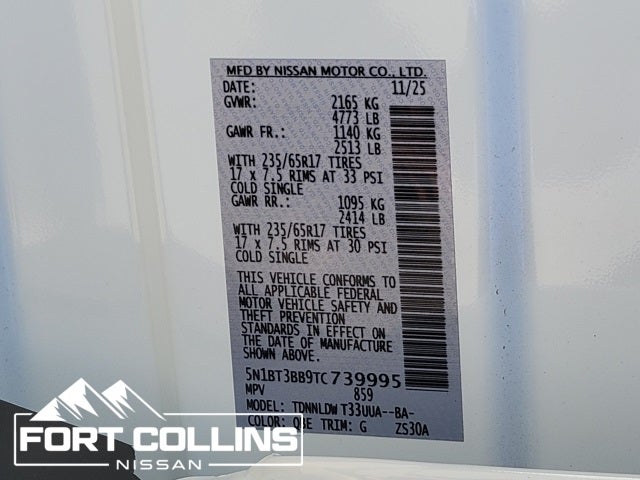 MFD BY NISSAN MOTOR CO., LTD.
DATE: 11/25
GVWR: 2165 KG
4773 LB
GAWR FR.: 1140 KG
2513 LB
WITH 235/65R17 TIRES
17 x 7.5 RIMS AT 33 PSI
COLD SINGLE
GAWR RR.: 1095 KG
2414 LB
WITH 235/65R17 TIRES
17 x 7.5 RIMS AT 30 PSI
COLD SINGLE
THIS VEHICLE CONFORMS TO
ALL APPLICABLE FEDERAL
MOTOR VEHICLE SAFETY AND
THEFT PREVENTION
STANDARDS IN EFFECT ON
THE DATE OF MANUFACTURE
SHOWN ABOVE.
5N1BT3BB9TC739995
MPV 859
MODEL: TDNNLDW T33UUA--BA-
COLOR: QBE TRIM: G ZS30A
FORT COLLINS
NISSAN